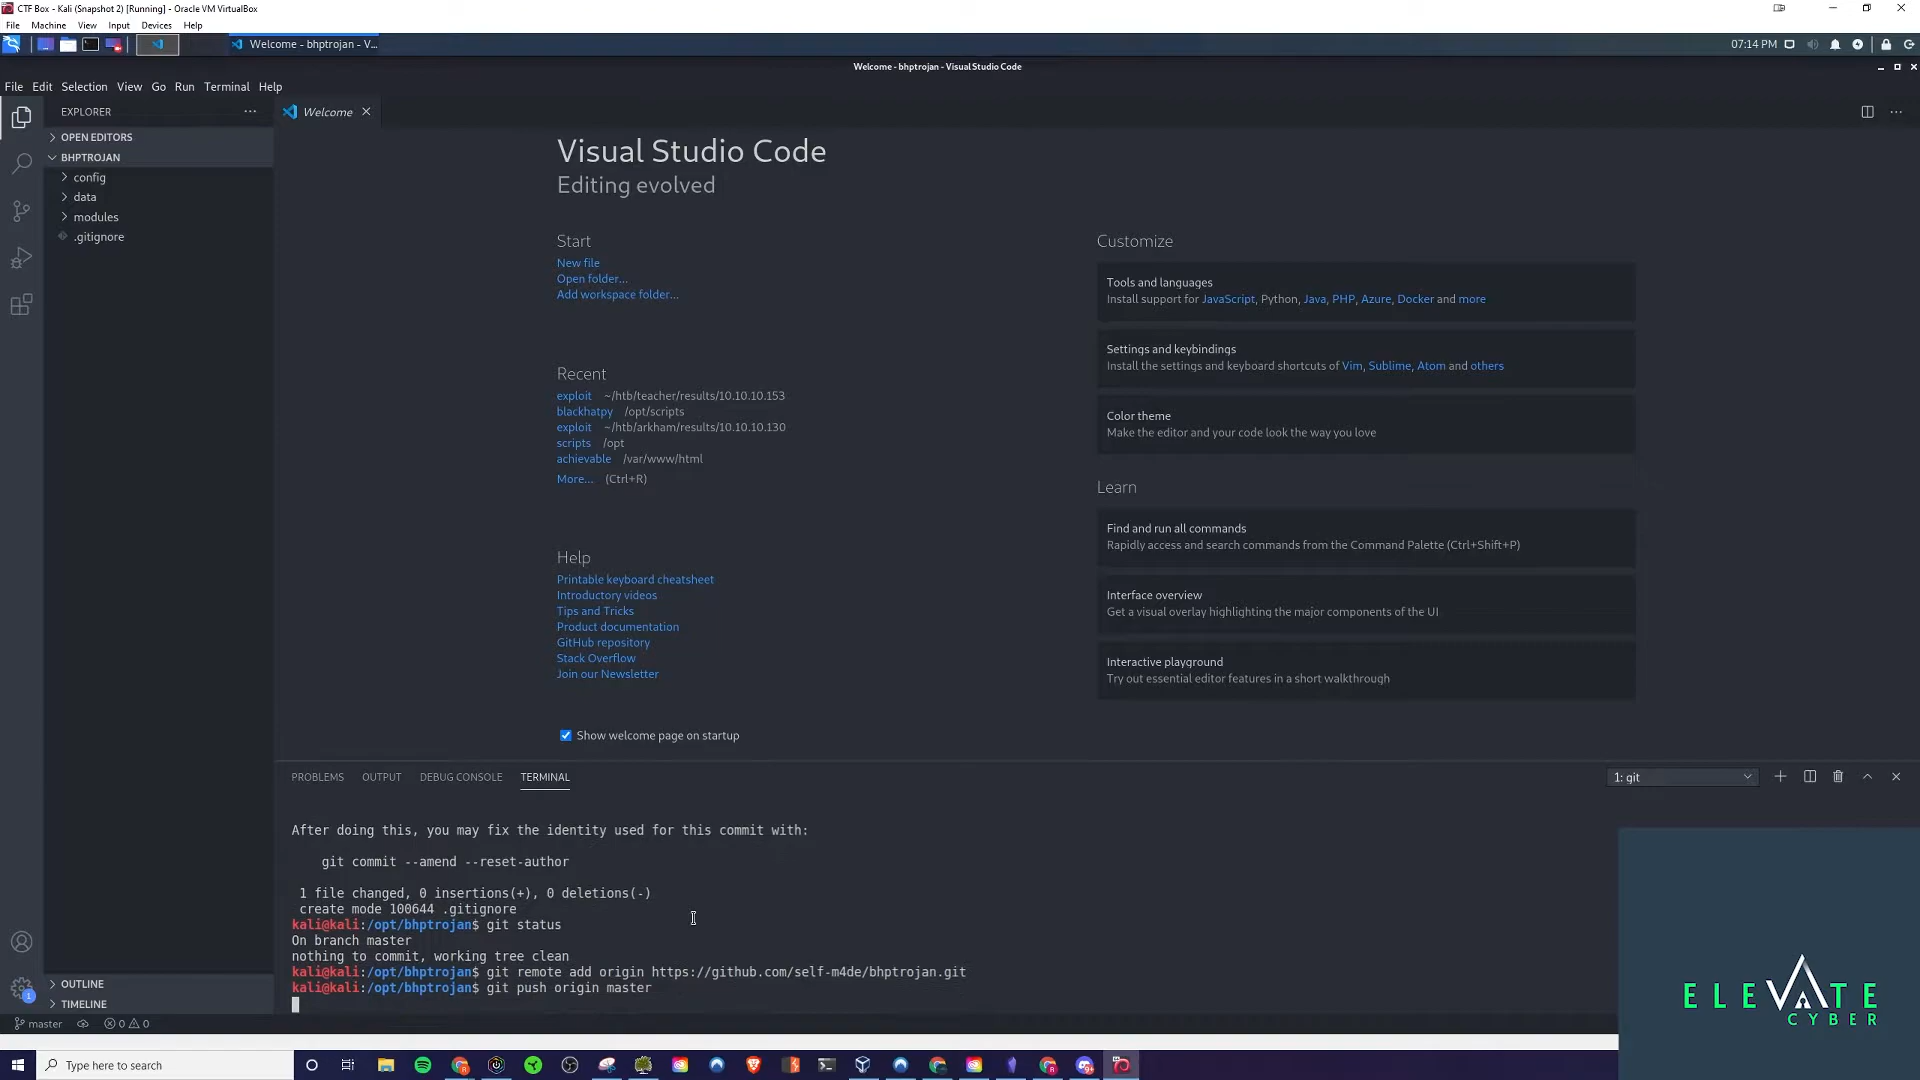 CTF Box - Kali (Snapshot 2) [Running] - Oracle VM VirtualBox
File Machine View Input Devices Help
Welcome - bhptrojan - V...
07:14 PM
Welcome - bhptrojan - Visual Studio Code
File Edit Selection View Go Run Terminal Help
EXPLORER
OPEN EDITORS
BHPTROJAN
config
data
modules
.gitignore
OUTLINE
TIMELINE
Welcome
Visual Studio Code
Editing evolved
Start
New file
Open folder...
Add workspace folder...
Recent
exploit ~/htb/teacher/results/10.10.10.153
blackhatpy /opt/scripts
exploit ~/htb/arkham/results/10.10.10.130
scripts /opt
achievable /var/www/html
More... (Ctrl+R)
Help
Printable keyboard cheatsheet
Introductory videos
Tips and Tricks
Product documentation
GitHub repository
Stack Overflow
Join our Newsletter
Show welcome page on startup
Customize
Tools and languages
Install support for JavaScript, Python, Java, PHP, Azure, Docker and more
Settings and keybindings
Install the settings and keyboard shortcuts of Vim, Sublime, Atom and others
Color theme
Make the editor and your code look the way you love
Learn
Find and run all commands
Rapidly access and search commands from the Command Palette (Ctrl+Shift+P)
Interface overview
Get a visual overlay highlighting the major components of the UI
Interactive playground
Try out essential editor features in a short walkthrough
PROBLEMS OUTPUT DEBUG CONSOLE TERMINAL
1: git
After doing this, you may fix the identity used for this commit with:
git commit --amend --reset-author
1 file changed, 0 insertions(+), 0 deletions(-)
create mode 100644 .gitignore
kali@kali:/opt/bhptrojan$ git status
On branch master
nothing to commit, working tree clean
kali@kali:/opt/bhptrojan$ git remote add origin https://github.com/self-m4de/bhptrojan.git
kali@kali:/opt/bhptrojan$ git push origin master
1
master 0 0
ELEVATE
CYBER
Type here to search